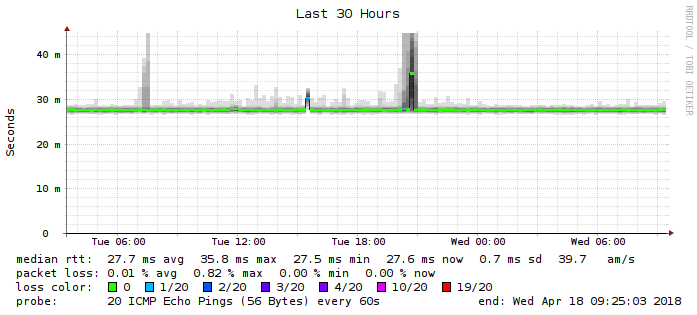 Last 30 Hours
RRDTOOL / TOBI OETIKER
Seconds
40 m
30 m
20 m
10 m
0
Tue 06:00 Tue 12:00 Tue 18:00 Wed 00:00 Wed 06:00
median rtt: 27.7 ms avg 35.8 ms max 27.5 ms min 27.6 ms now 0.7 ms sd 39.7 am/s
packet loss: 0.01 % avg 0.82 % max 0.00 % min 0.00 % now
loss color: 0 1/20 2/20 3/20 4/20 10/20 19/20
probe: 20 ICMP Echo Pings (56 Bytes) every 60s end: Wed Apr 18 09:25:03 2018